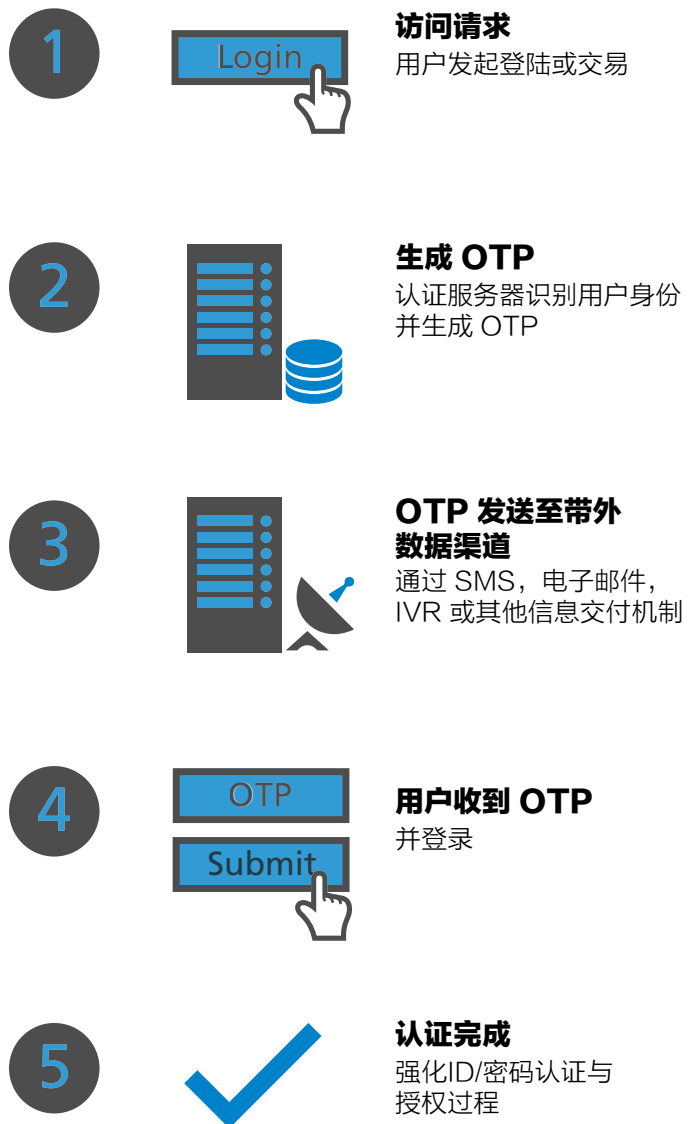 1
Login
访问请求
用户发起登陆或交易
2
生成 OTP
认证服务器识别用户身份
并生成 OTP
3
OTP 发送至带外
数据渠道
通过 SMS，电子邮件，
IVR 或其他信息交付机制
4
OTP
Submit
用户收到 OTP
并登录
5
认证完成
强化ID/密码认证与
授权过程